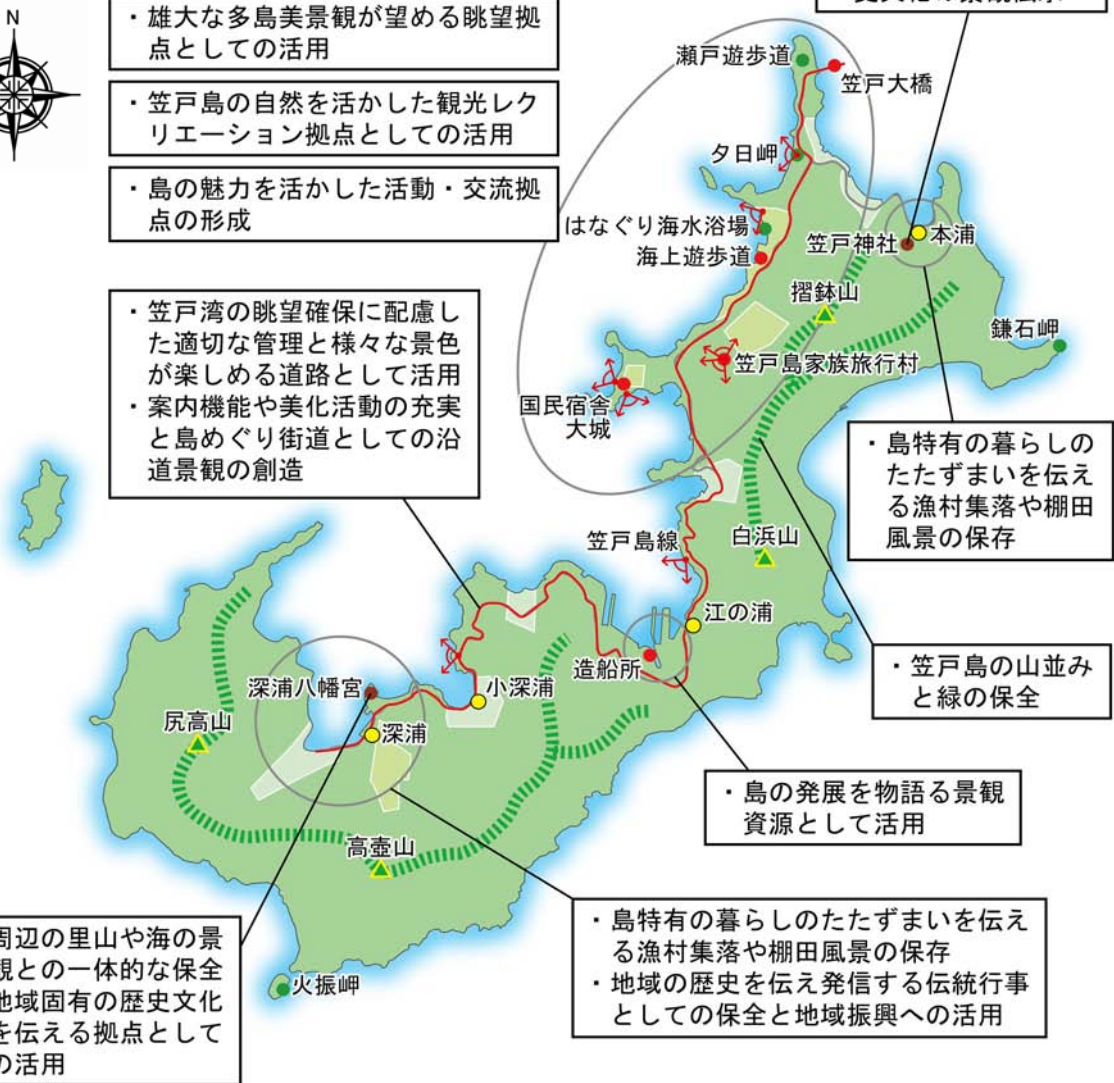 N
・雄大な多島美景観が望める眺望拠
点としての活用
・笠戸島の自然を活かした観光レク
リエーション拠点としての活用
・島の魅力を活かした活動・交流拠
点の形成
瀬戸遊歩道
笠戸大橋
夕日岬
はなぐり海水浴場
海上遊歩道
笠戸神社
本浦
摺鉢山
鎌石岬
笠戸島家族旅行村
国民宿舎
大城
・笠戸湾の眺望確保に配慮し
た適切な管理と様々な景色
が楽しめる道路として活用
・案内機能や美化活動の充実
と島めぐり街道としての沿
道景観の創造
・島特有の暮らしの
たたずまいを伝え
る漁村集落や棚田
風景の保存
笠戸島線
白浜山
江の浦
造船所
・笠戸島の山並み
と緑の保全
深浦八幡宮
小深浦
尻高山
深浦
・島の発展を物語る景観
資源として活用
高壺山
周辺の里山や海の景
観との一体的な保全
地域固有の歴史文化
を伝える拠点として
の活用
火振岬
・島特有の暮らしのたたずまいを伝え
る漁村集落や棚田風景の保存
・地域の歴史を伝え発信する伝統行事
としての保全と地域振興への活用